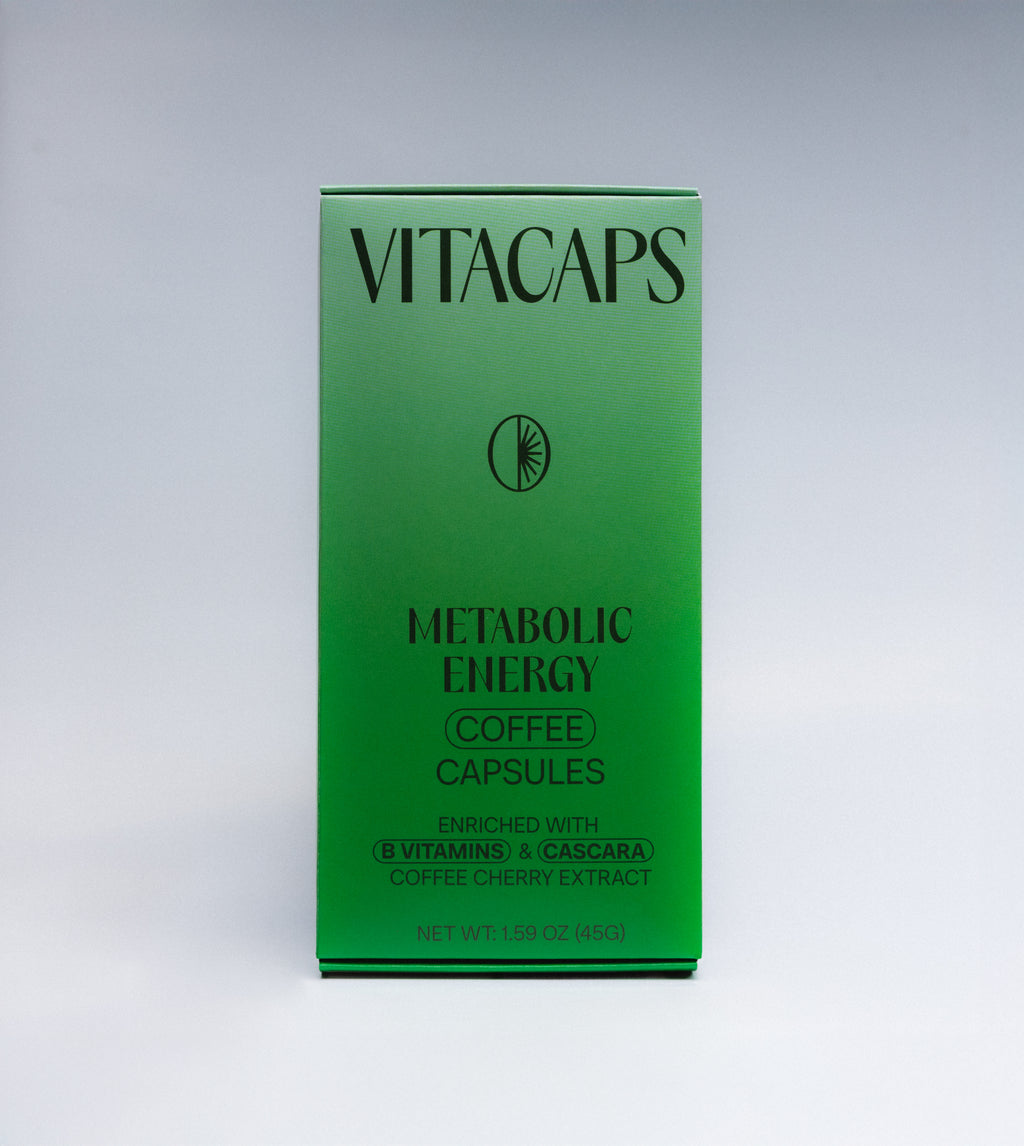 VITACAPS
METABOLIC
ENERGY
COFFEE
CAPSULES
ENRICHED WITH
B VITAMINS & CASCARA
COFFEE CHERRY EXTRACT
NET WT: 1.59 OZ (45G)